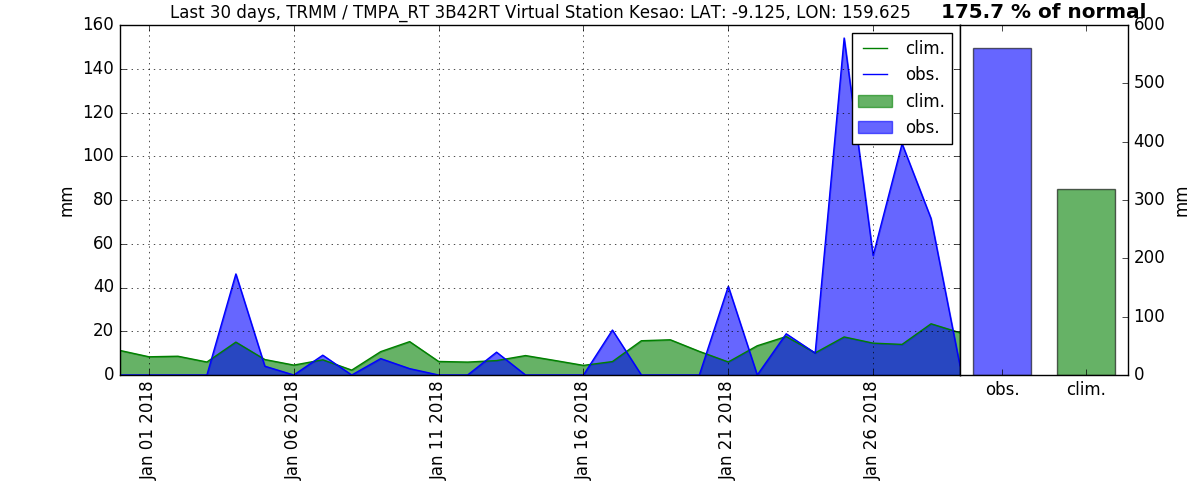 Last 30 days, TRMM / TMPA_RT 3B42RT Virtual Station Kesao: LAT: -9.125, LON: 159.625
175.7 % of normal
160
140
120
100
80
60
40
20
0
mm
clim.
obs.
clim.
obs.
Jan 01 2018
Jan 06 2018
Jan 11 2018
Jan 16 2018
Jan 21 2018
Jan 26 2018
600
500
400
300
200
100
0
mm
obs.
clim.